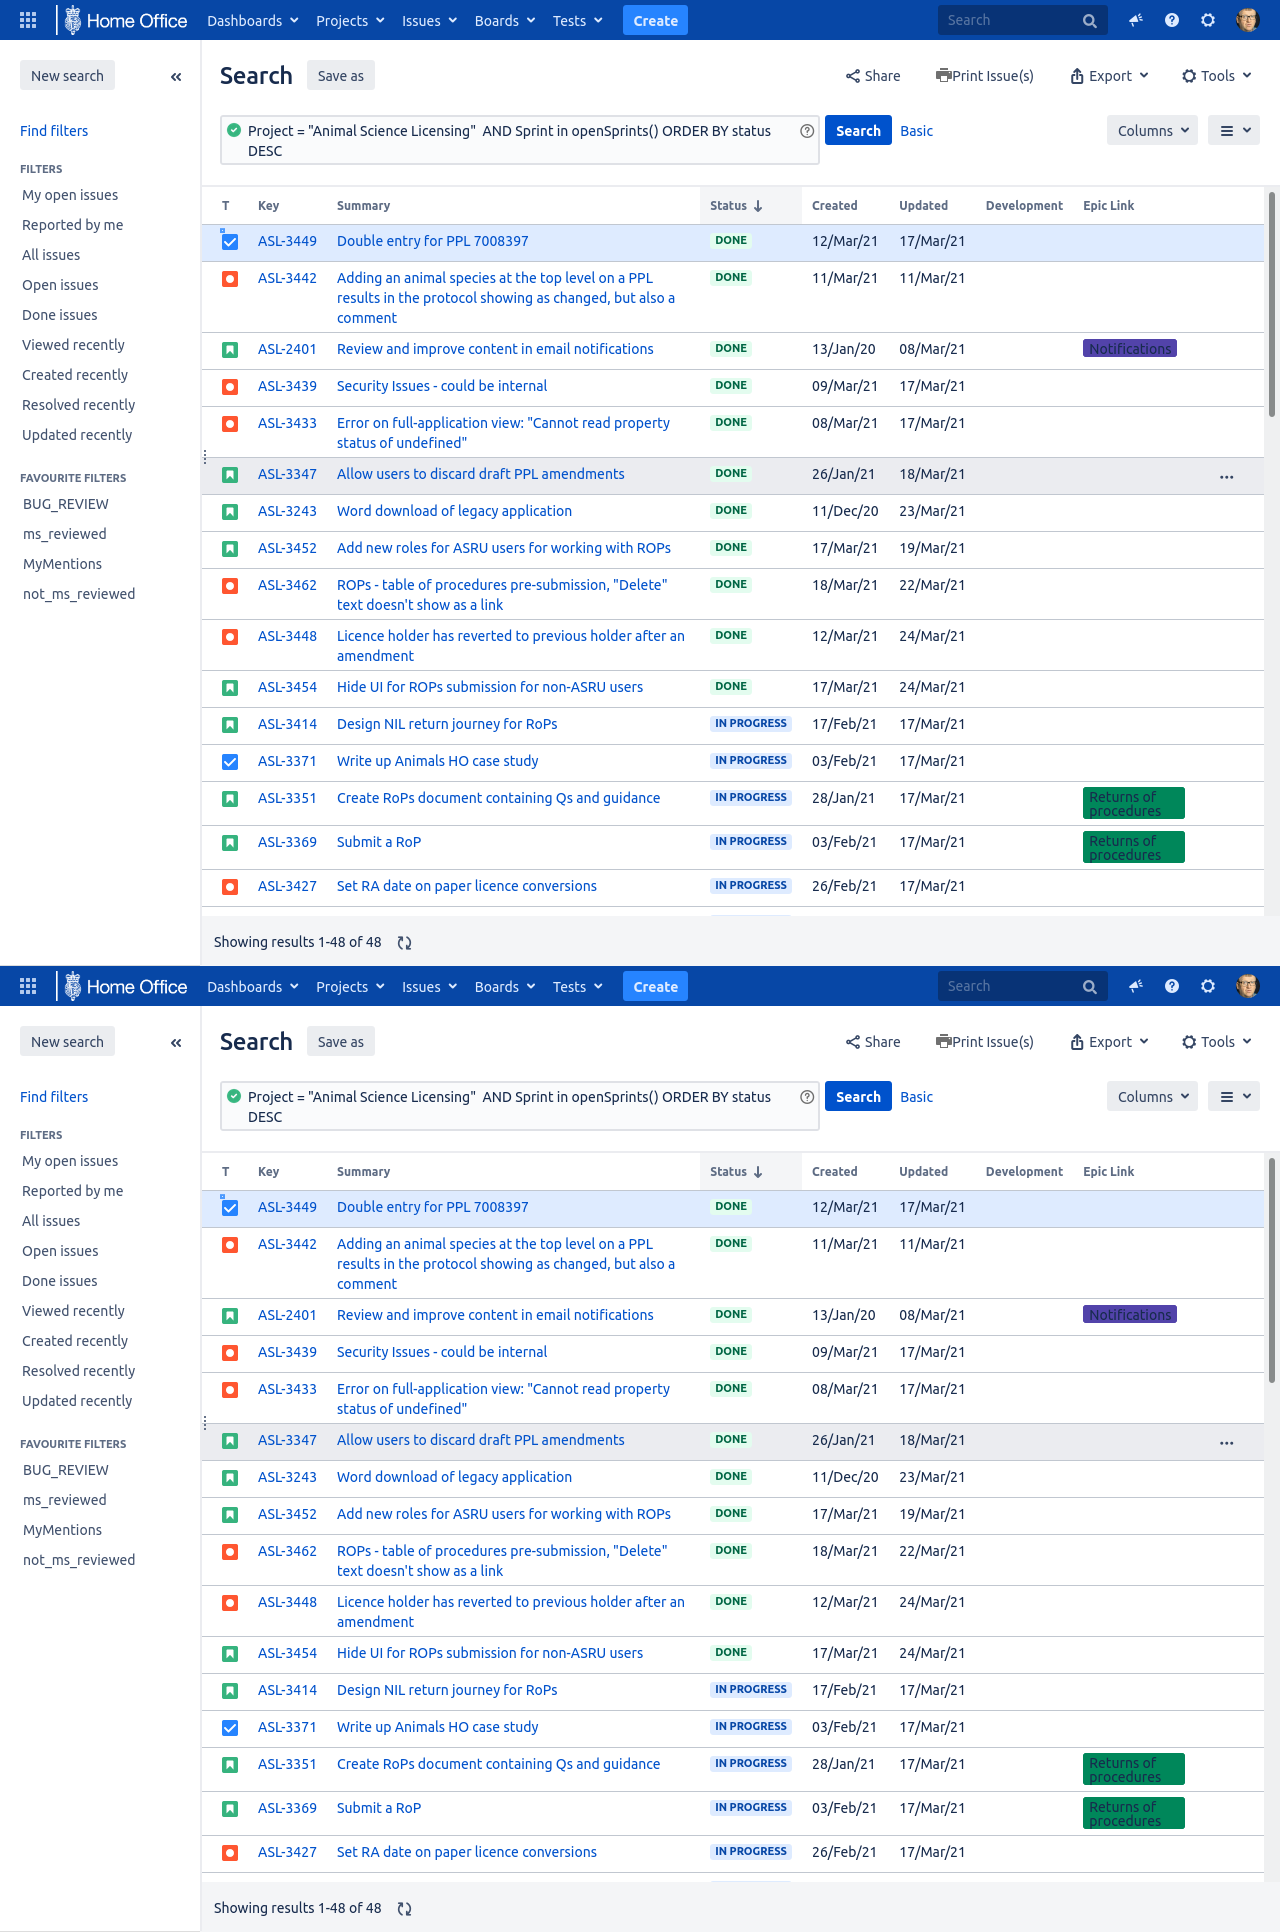 Home Office Dashboards Projects Issues Boards Tests Create Search
New search Search Save as Share Print Issue(s) Export Tools
Find filters Project = "Animal Science Licensing"  AND Sprint in openSprints() ORDER BY status Search Basic Columns
DESC
FILTERS
My open issues
Reported by me
All issues
Open issues
Done issues
Viewed recently
Created recently
Resolved recently
Updated recently
FAVOURITE FILTERS
BUG_REVIEW
ms_reviewed
MyMentions
not_ms_reviewed
T Key Summary Status Created Updated Development Epic Link
ASL-3449 Double entry for PPL 7008397 DONE 12/Mar/21 17/Mar/21
ASL-3442 Adding an animal species at the top level on a PPL DONE 11/Mar/21 11/Mar/21
results in the protocol showing as changed, but also a
comment
ASL-2401 Review and improve content in email notifications DONE 13/Jan/20 08/Mar/21 Notifications
ASL-3439 Security Issues - could be internal DONE 09/Mar/21 17/Mar/21
ASL-3433 Error on full-application view: "Cannot read property DONE 08/Mar/21 17/Mar/21
status of undefined"
ASL-3347 Allow users to discard draft PPL amendments DONE 26/Jan/21 18/Mar/21
ASL-3243 Word download of legacy application DONE 11/Dec/20 23/Mar/21
ASL-3452 Add new roles for ASRU users for working with ROPs DONE 17/Mar/21 19/Mar/21
ASL-3462 ROPs - table of procedures pre-submission, "Delete" DONE 18/Mar/21 22/Mar/21
text doesn't show as a link
ASL-3448 Licence holder has reverted to previous holder after an DONE 12/Mar/21 24/Mar/21
amendment
ASL-3454 Hide UI for ROPs submission for non-ASRU users DONE 17/Mar/21 24/Mar/21
ASL-3414 Design NIL return journey for RoPs IN PROGRESS 17/Feb/21 17/Mar/21
ASL-3371 Write up Animals HO case study IN PROGRESS 03/Feb/21 17/Mar/21
ASL-3351 Create RoPs document containing Qs and guidance IN PROGRESS 28/Jan/21 17/Mar/21 Returns of
procedures
ASL-3369 Submit a RoP IN PROGRESS 03/Feb/21 17/Mar/21 Returns of
procedures
ASL-3427 Set RA date on paper licence conversions IN PROGRESS 26/Feb/21 17/Mar/21
Showing results 1-48 of 48
Home Office Dashboards Projects Issues Boards Tests Create Search
New search Search Save as Share Print Issue(s) Export Tools
Find filters Project = "Animal Science Licensing"  AND Sprint in openSprints() ORDER BY status Search Basic Columns
DESC
FILTERS
My open issues
Reported by me
All issues
Open issues
Done issues
Viewed recently
Created recently
Resolved recently
Updated recently
FAVOURITE FILTERS
BUG_REVIEW
ms_reviewed
MyMentions
not_ms_reviewed
T Key Summary Status Created Updated Development Epic Link
ASL-3449 Double entry for PPL 7008397 DONE 12/Mar/21 17/Mar/21
ASL-3442 Adding an animal species at the top level on a PPL DONE 11/Mar/21 11/Mar/21
results in the protocol showing as changed, but also a
comment
ASL-2401 Review and improve content in email notifications DONE 13/Jan/20 08/Mar/21 Notifications
ASL-3439 Security Issues - could be internal DONE 09/Mar/21 17/Mar/21
ASL-3433 Error on full-application view: "Cannot read property DONE 08/Mar/21 17/Mar/21
status of undefined"
ASL-3347 Allow users to discard draft PPL amendments DONE 26/Jan/21 18/Mar/21
ASL-3243 Word download of legacy application DONE 11/Dec/20 23/Mar/21
ASL-3452 Add new roles for ASRU users for working with ROPs DONE 17/Mar/21 19/Mar/21
ASL-3462 ROPs - table of procedures pre-submission, "Delete" DONE 18/Mar/21 22/Mar/21
text doesn't show as a link
ASL-3448 Licence holder has reverted to previous holder after an DONE 12/Mar/21 24/Mar/21
amendment
ASL-3454 Hide UI for ROPs submission for non-ASRU users DONE 17/Mar/21 24/Mar/21
ASL-3414 Design NIL return journey for RoPs IN PROGRESS 17/Feb/21 17/Mar/21
ASL-3371 Write up Animals HO case study IN PROGRESS 03/Feb/21 17/Mar/21
ASL-3351 Create RoPs document containing Qs and guidance IN PROGRESS 28/Jan/21 17/Mar/21 Returns of
procedures
ASL-3369 Submit a RoP IN PROGRESS 03/Feb/21 17/Mar/21 Returns of
procedures
ASL-3427 Set RA date on paper licence conversions IN PROGRESS 26/Feb/21 17/Mar/21
Showing results 1-48 of 48